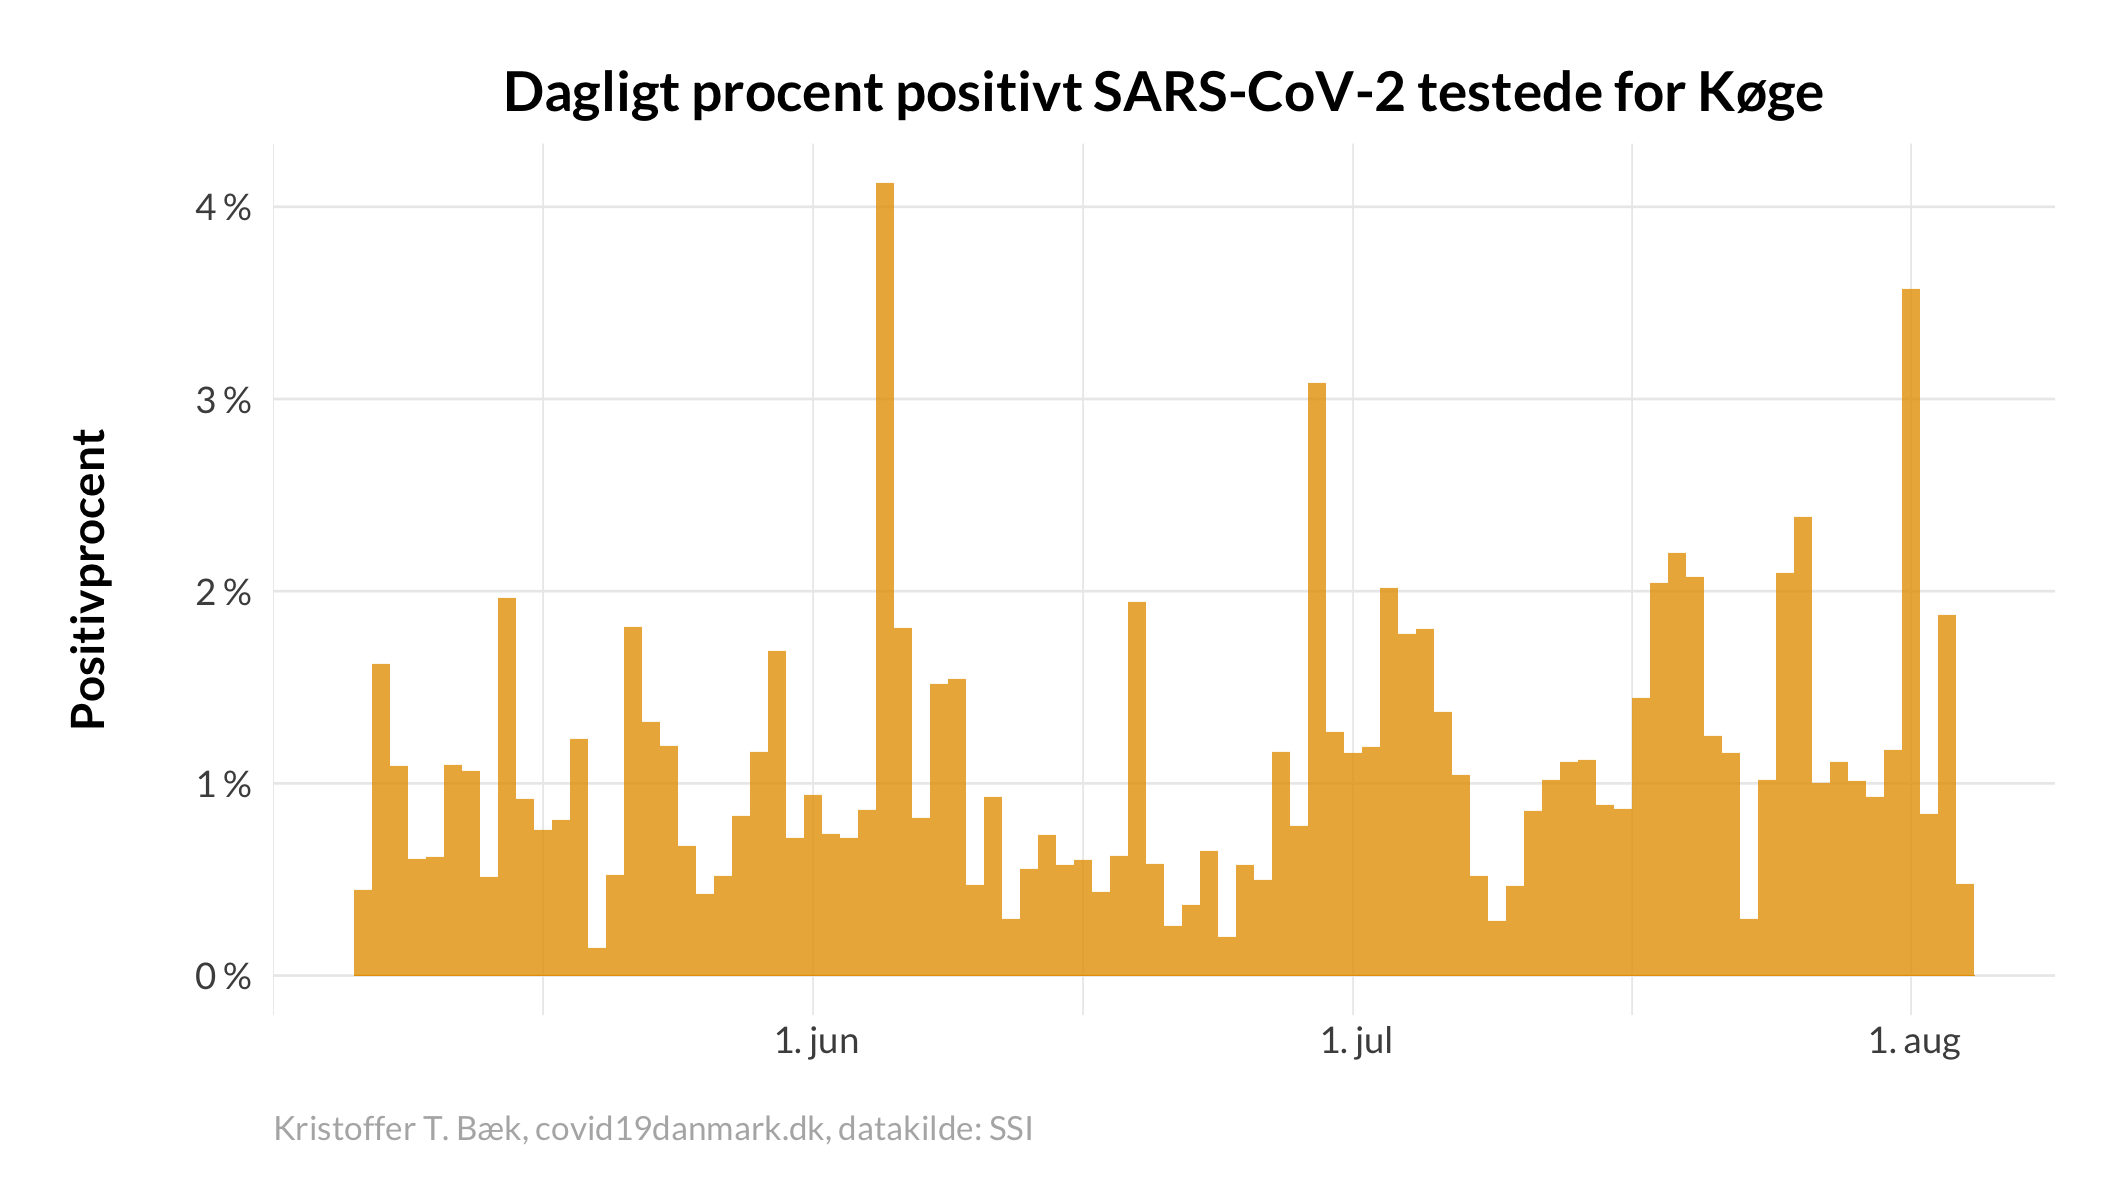 Dagligt procent positivt SARS-CoV-2 testede for Køge
Positivprocent
4 %
3 %
2 %
1 %
0 %
1. jun
1. jul
1. aug
Kristoffer T. Bæk, covid19danmark.dk, datakilde: SSI